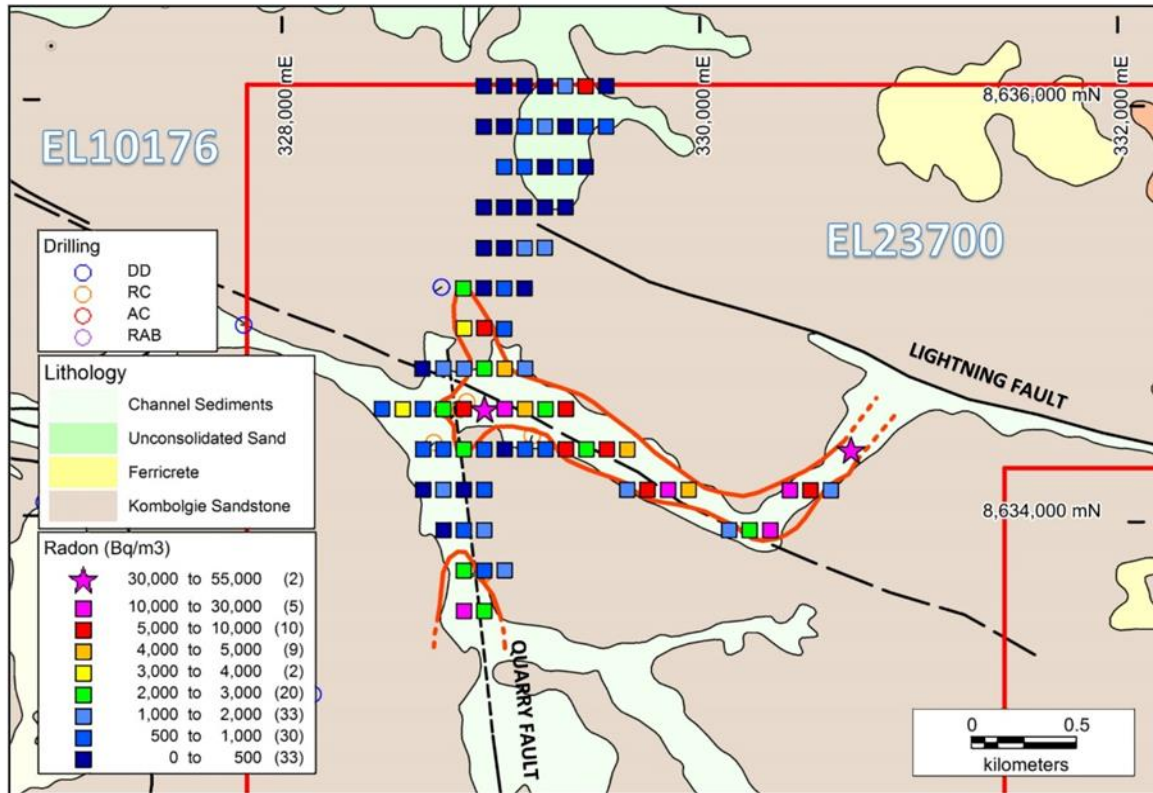 328,000 mE
330,000 mE
332,000 mE
8,636,000 mN
EL10176
EL23700
Drilling
DD
RC
AC
RAB
LIGHTNING FAULT
Lithology
Channel Sediments
Unconsolidated Sand
Ferricrete
Kombolgie Sandstone
8,634,000 mN
Radon (Bq/m3)
30,000 to 55,000 (2)
10,000 to 30,000 (5)
5,000 to 10,000 (10)
4,000 to 5,000 (9)
3,000 to 4,000 (2)
2,000 to 3,000 (20)
1,000 to 2,000 (33)
500 to 1,000 (30)
0 to 500 (33)
QUARRY FAULT
0 0.5
kilometers